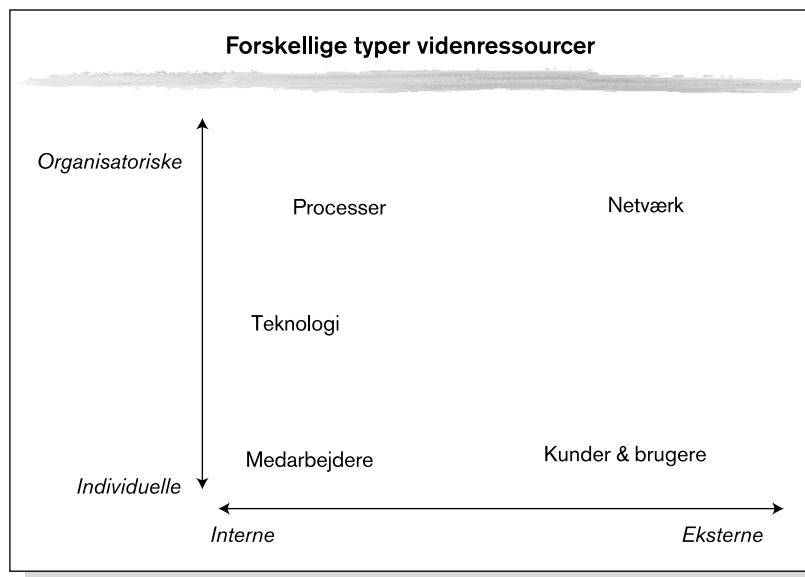 Forskellige typer videnressourcer
Organisatoriske
Processer
Netværk
Teknologi
Medarbejdere
Kunder & brugere
Individuelle
Interne
Eksterne